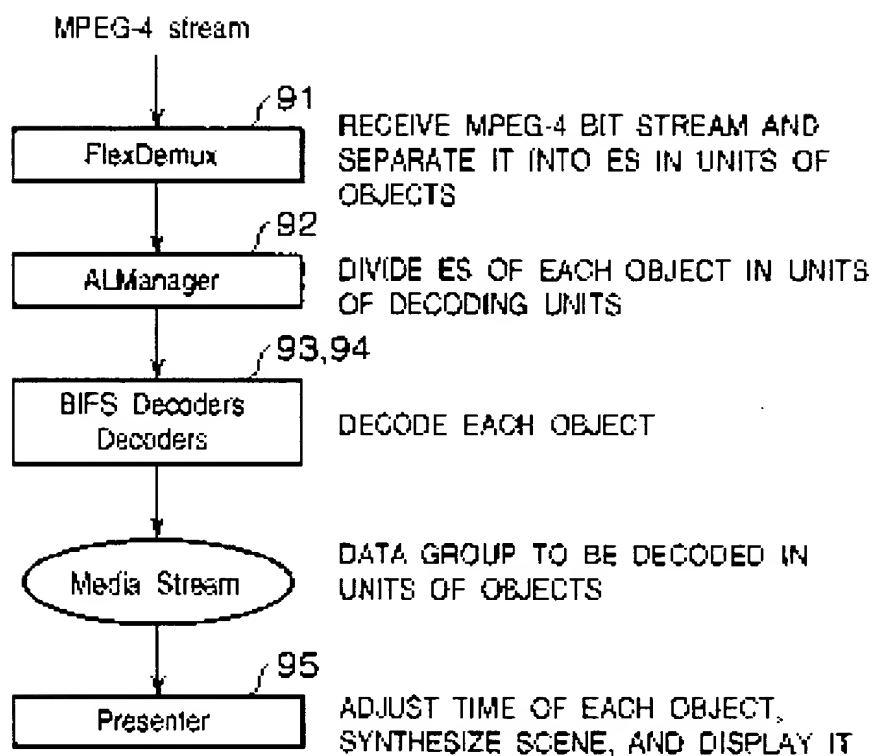 MPEG-4 stream
91
FlexDemux
RECEIVE MPEG-4 BIT STREAM AND
SEPARATE IT INTO ES IN UNITS OF
OBJECTS
92
ALManager
DIVIDE ES OF EACH OBJECT IN UNITS
OF DECODING UNITS
93,94
BIFS Decoders
Decoders
DECODE EACH OBJECT
Media Stream
DATA GROUP TO BE DECODED IN
UNITS OF OBJECTS
95
Presenter
ADJUST TIME OF EACH OBJECT,
SYNTHESIZE SCENE, AND DISPLAY IT